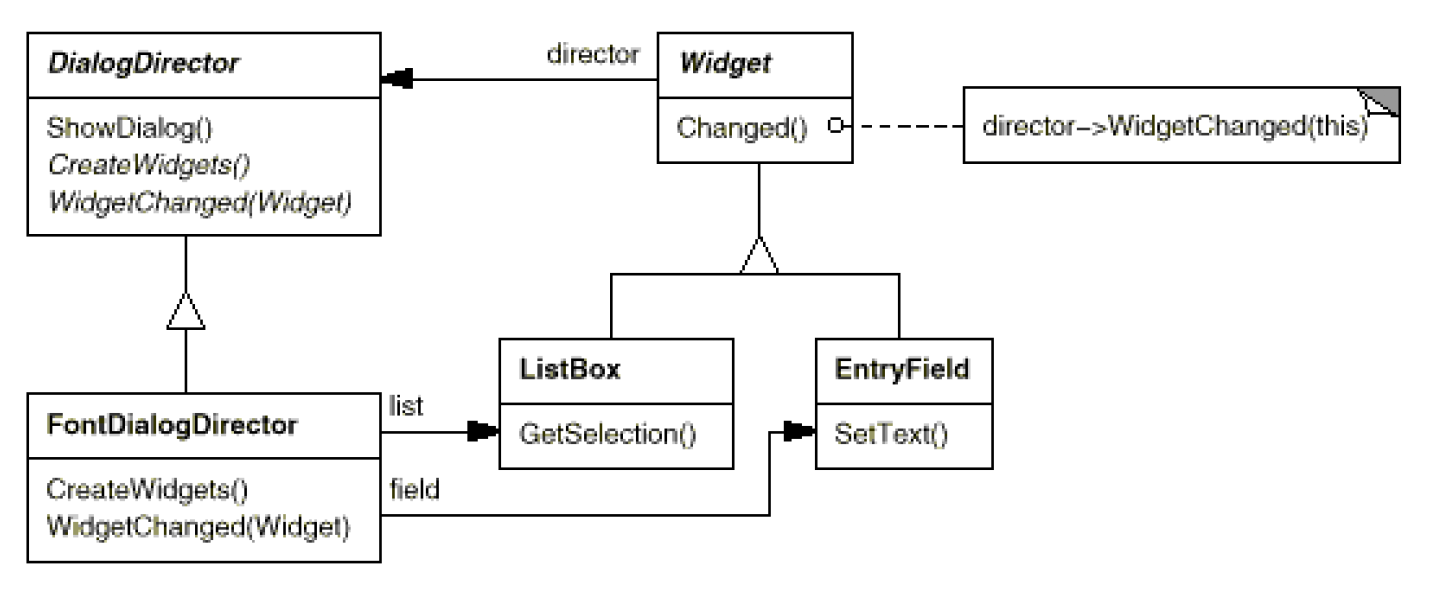 DialogDirector
ShowDialog()
CreateWidgets()
WidgetChanged(Widget)
director
Widget
Changed()
director−>WidgetChanged(this)
FontDialogDirector
CreateWidgets()
WidgetChanged(Widget)
list
field
ListBox
GetSelection()
EntryField
SetText()